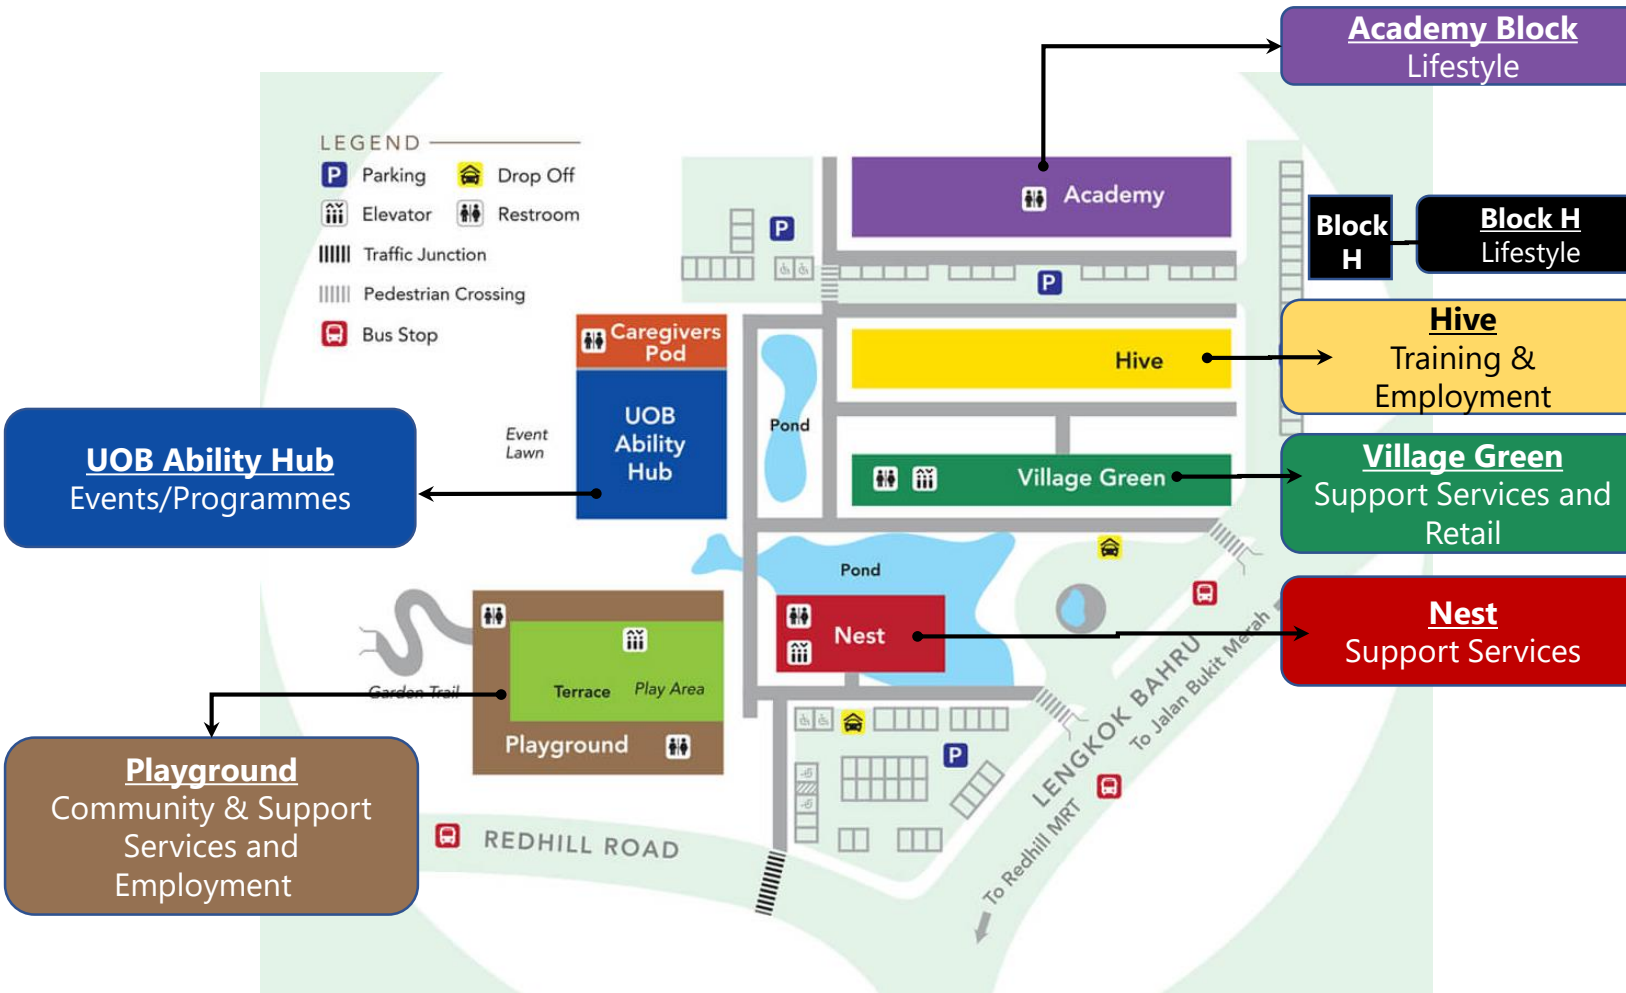 Academy Block
Lifestyle
LEGEND
P Parking
Drop Off
Elevator
Restroom
Traffic Junction
Pedestrian Crossing
Bus Stop
Academy
P
P
Block
H
Block H
Lifestyle
Caregivers
Pod
Hive
Hive
Training &
Employment
UOB
Ability
Hub
Event
Lawn
Pond
UOB Ability Hub
Events/Programmes
Village Green
Village Green
Support Services and
Retail
Pond
Nest
Nest
Support Services
Garden Trail
Terrace
Play Area
Playground
P
LENGKOK BAHRU
To Jalan Bukit Merah
To Redhill MRT
Playground
Community & Support
Services and
Employment
REDHILL ROAD